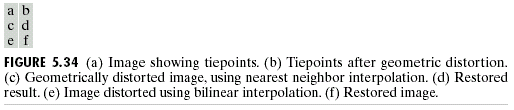 a b
c d
e f
FIGURE 5.34 (a) Image showing tiepoints. (b) Tiepoints after geometric distortion.
(c) Geometrically distorted image, using nearest neighbor interpolation. (d) Restored
result. (e) Image distorted using bilinear interpolation. (f) Restored image.